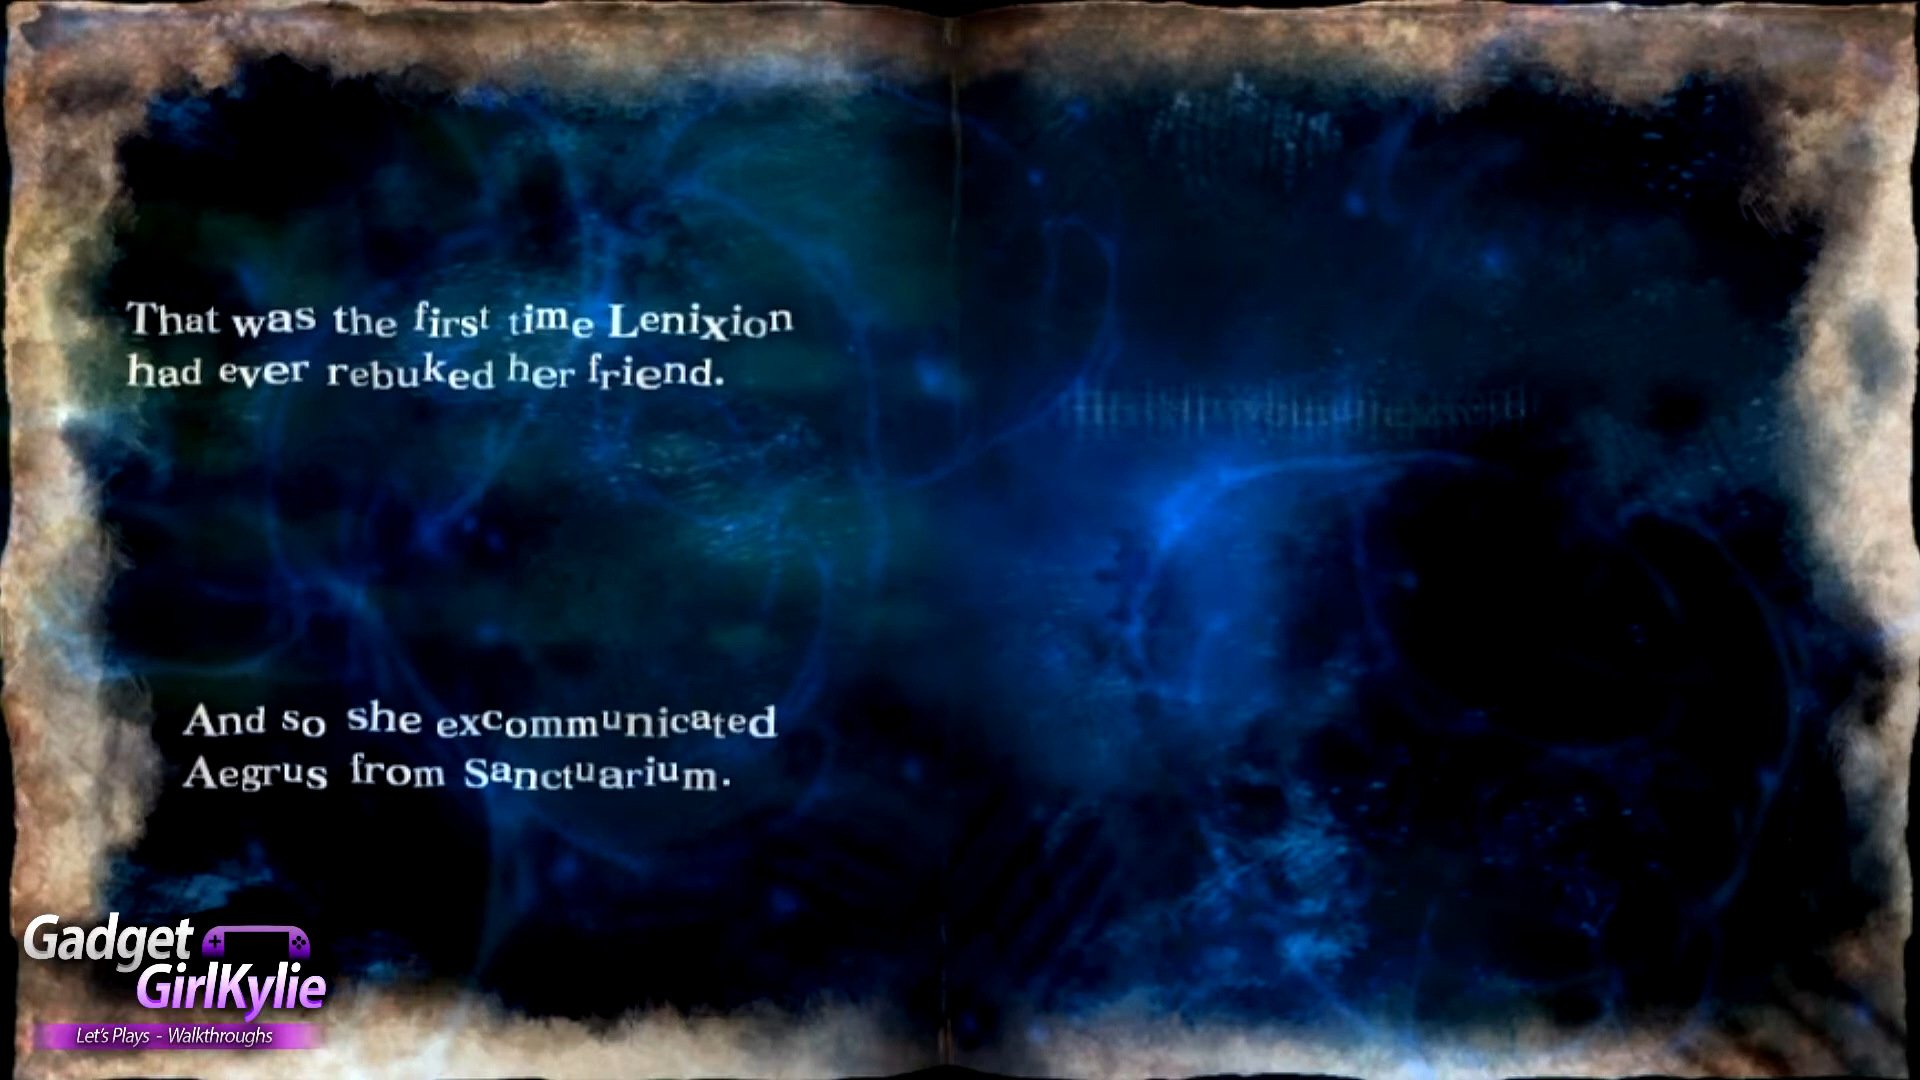 That was the first time Lenixion
had ever rebuked her friend.
And so she excommunicated
Aegrus from Sanctuarium.
Gadget
GirlKylie
Let's Plays - Walkthroughs